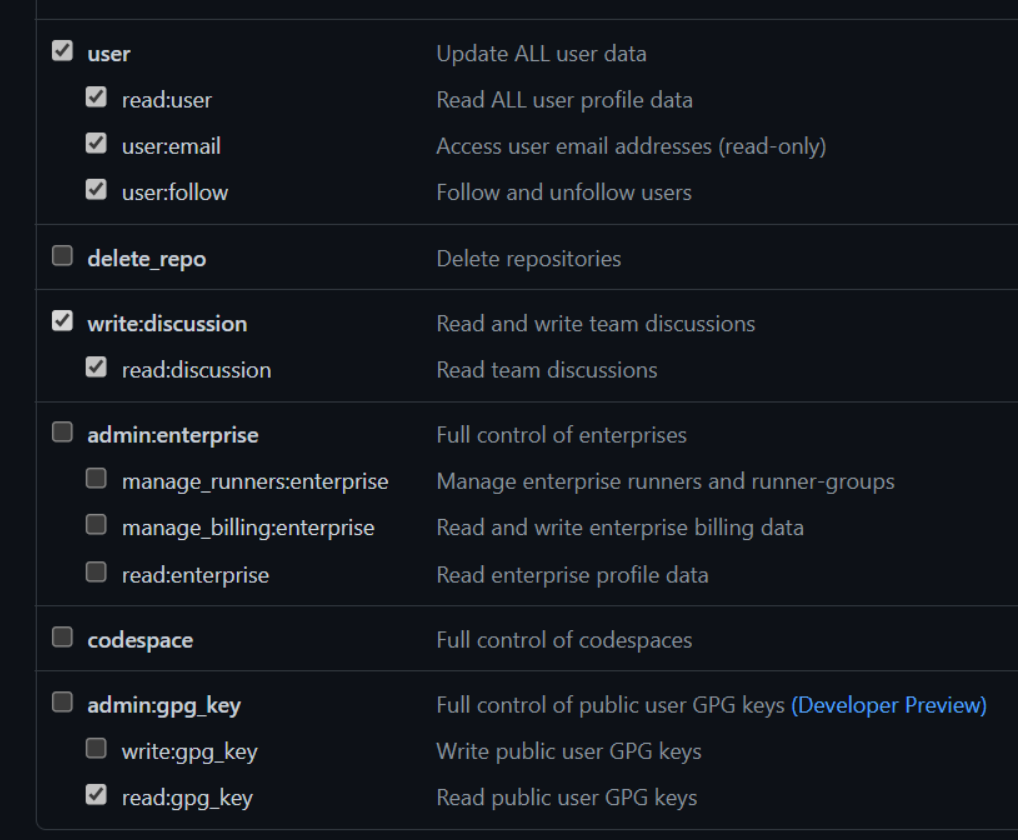 user Update ALL user data
read:user Read ALL user profile data
user:email Access user email addresses (read-only)
user:follow Follow and unfollow users
delete_repo Delete repositories
write:discussion Read and write team discussions
read:discussion Read team discussions
admin:enterprise Full control of enterprises
manage_runners:enterprise Manage enterprise runners and runner-groups
manage_billing:enterprise Read and write enterprise billing data
read:enterprise Read enterprise profile data
codespace Full control of codespaces
admin:gpg_key Full control of public user GPG keys (Developer Preview)
write:gpg_key Write public user GPG keys
read:gpg_key Read public user GPG keys